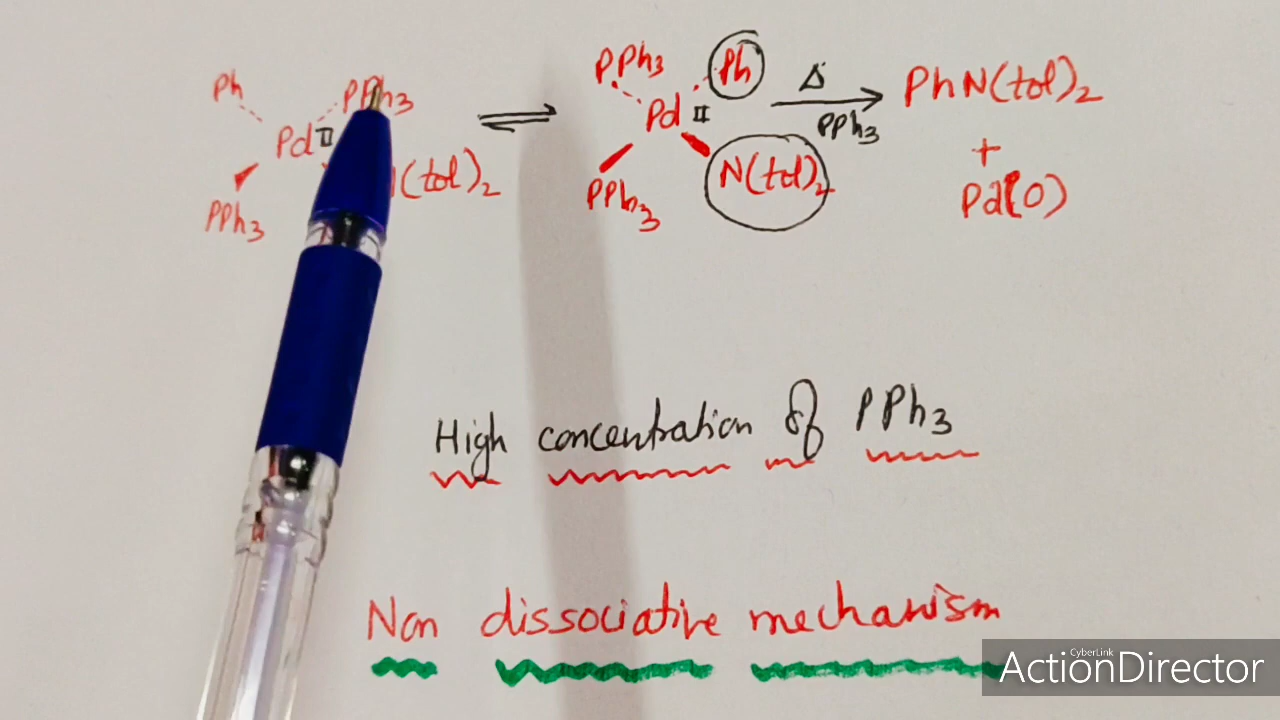 PPh3 Ph Δ PhN(tol)2
Ph PPh3 Pd II PPh3 +
Pd II (tol)2 PPh3 N(tol)2 Pd(0)
PPh3
High concentration of PPh3
Non dissociative mechanism
CyberLink
ActionDirector